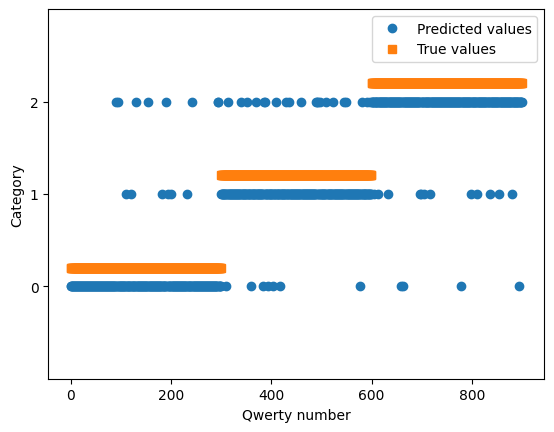 Predicted values
True values
2
1
0
Category
0 200 400 600 800
Qwerty number